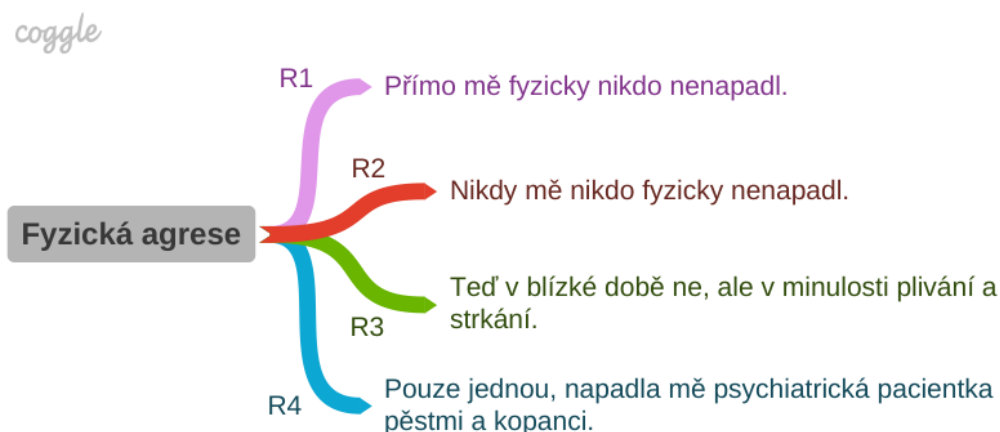 coggle
R1
Přímo mě fyzicky nikdo nenapadl.
R2
Nikdy mě nikdo fyzicky nenapadl.
Fyzická agrese
Teď v blízké době ne, ale v minulosti plivání a
strkání.
R3
Pouze jednou, napadla mě psychiatrická pacientka
R4
pěstmi a kopanci.